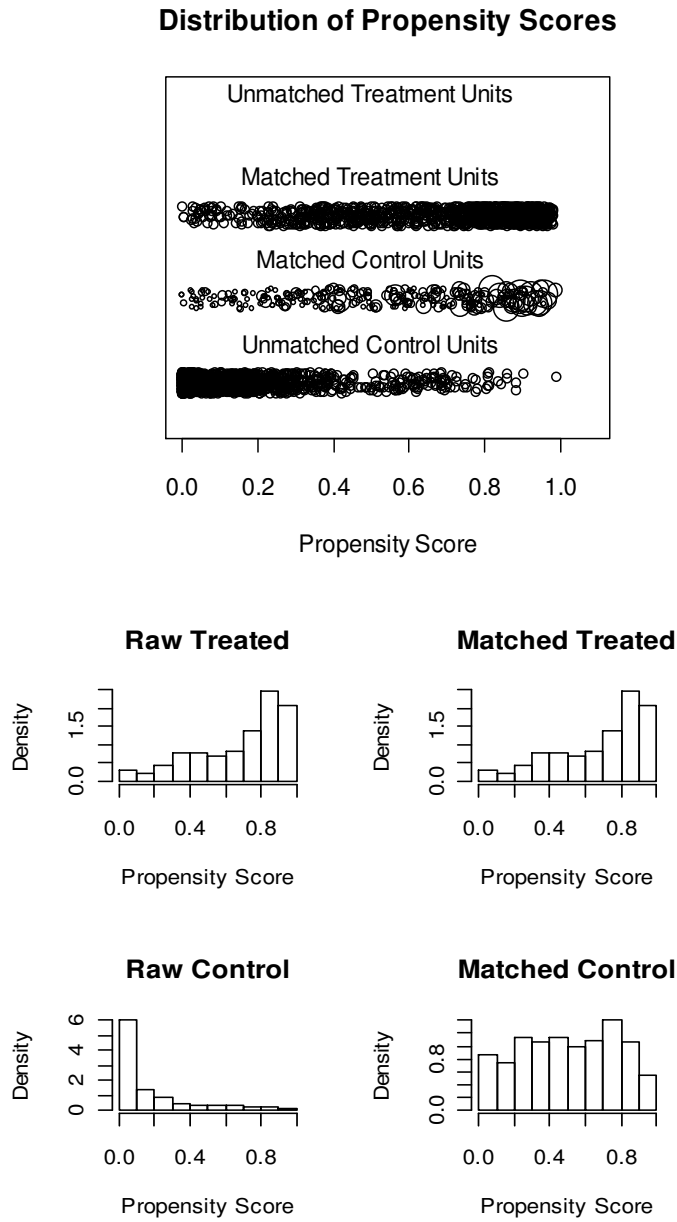 Distribution of Propensity Scores
Unmatched Treatment Units
Matched Treatment Units
Matched Control Units
Unmatched Control Units
0.0 0.2 0.4 0.6 0.8 1.0
Propensity Score
Raw Treated
Density
0.0 1.5
0.0 0.4 0.8
Propensity Score
Matched Treated
Density
0.0 1.5
0.0 0.4 0.8
Propensity Score
Raw Control
Density
0 2 4 6
0.0 0.4 0.8
Propensity Score
Matched Control
Density
0.0 0.8
0.0 0.4 0.8
Propensity Score